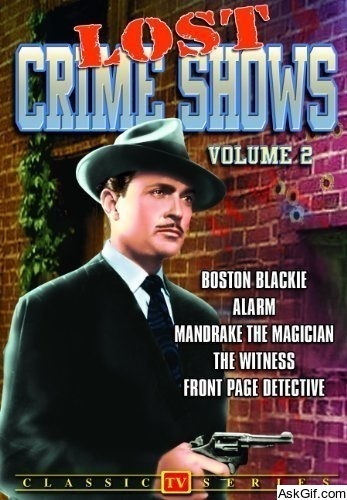 LOST
CRIME SHOWS
VOLUME 2
BOSTON BLACKIE
ALARM
MANDRAKE THE MAGICIAN
THE WITNESS
FRONT PAGE DETECTIVE
CLASSIC TV SERIES
AskGif.com